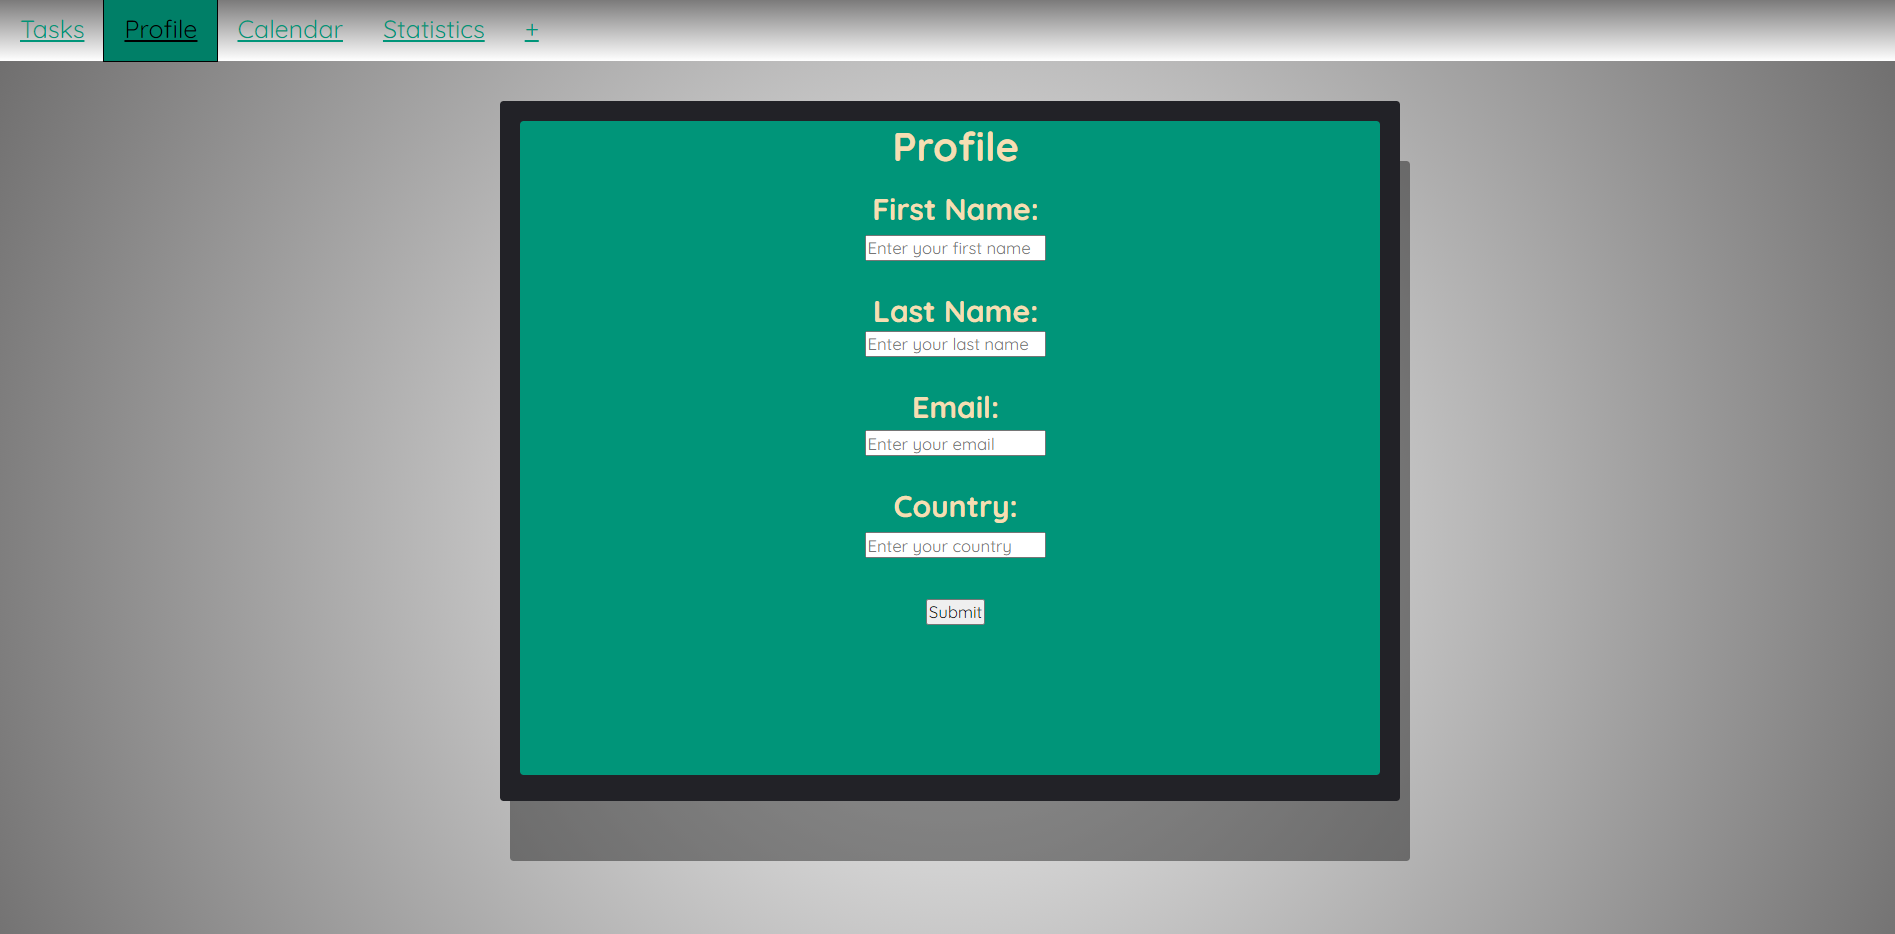 Tasks Profile Calendar Statistics +
Profile
First Name:
Enter your first name
Last Name:
Enter your last name
Email:
Enter your email
Country:
Enter your country
Submit